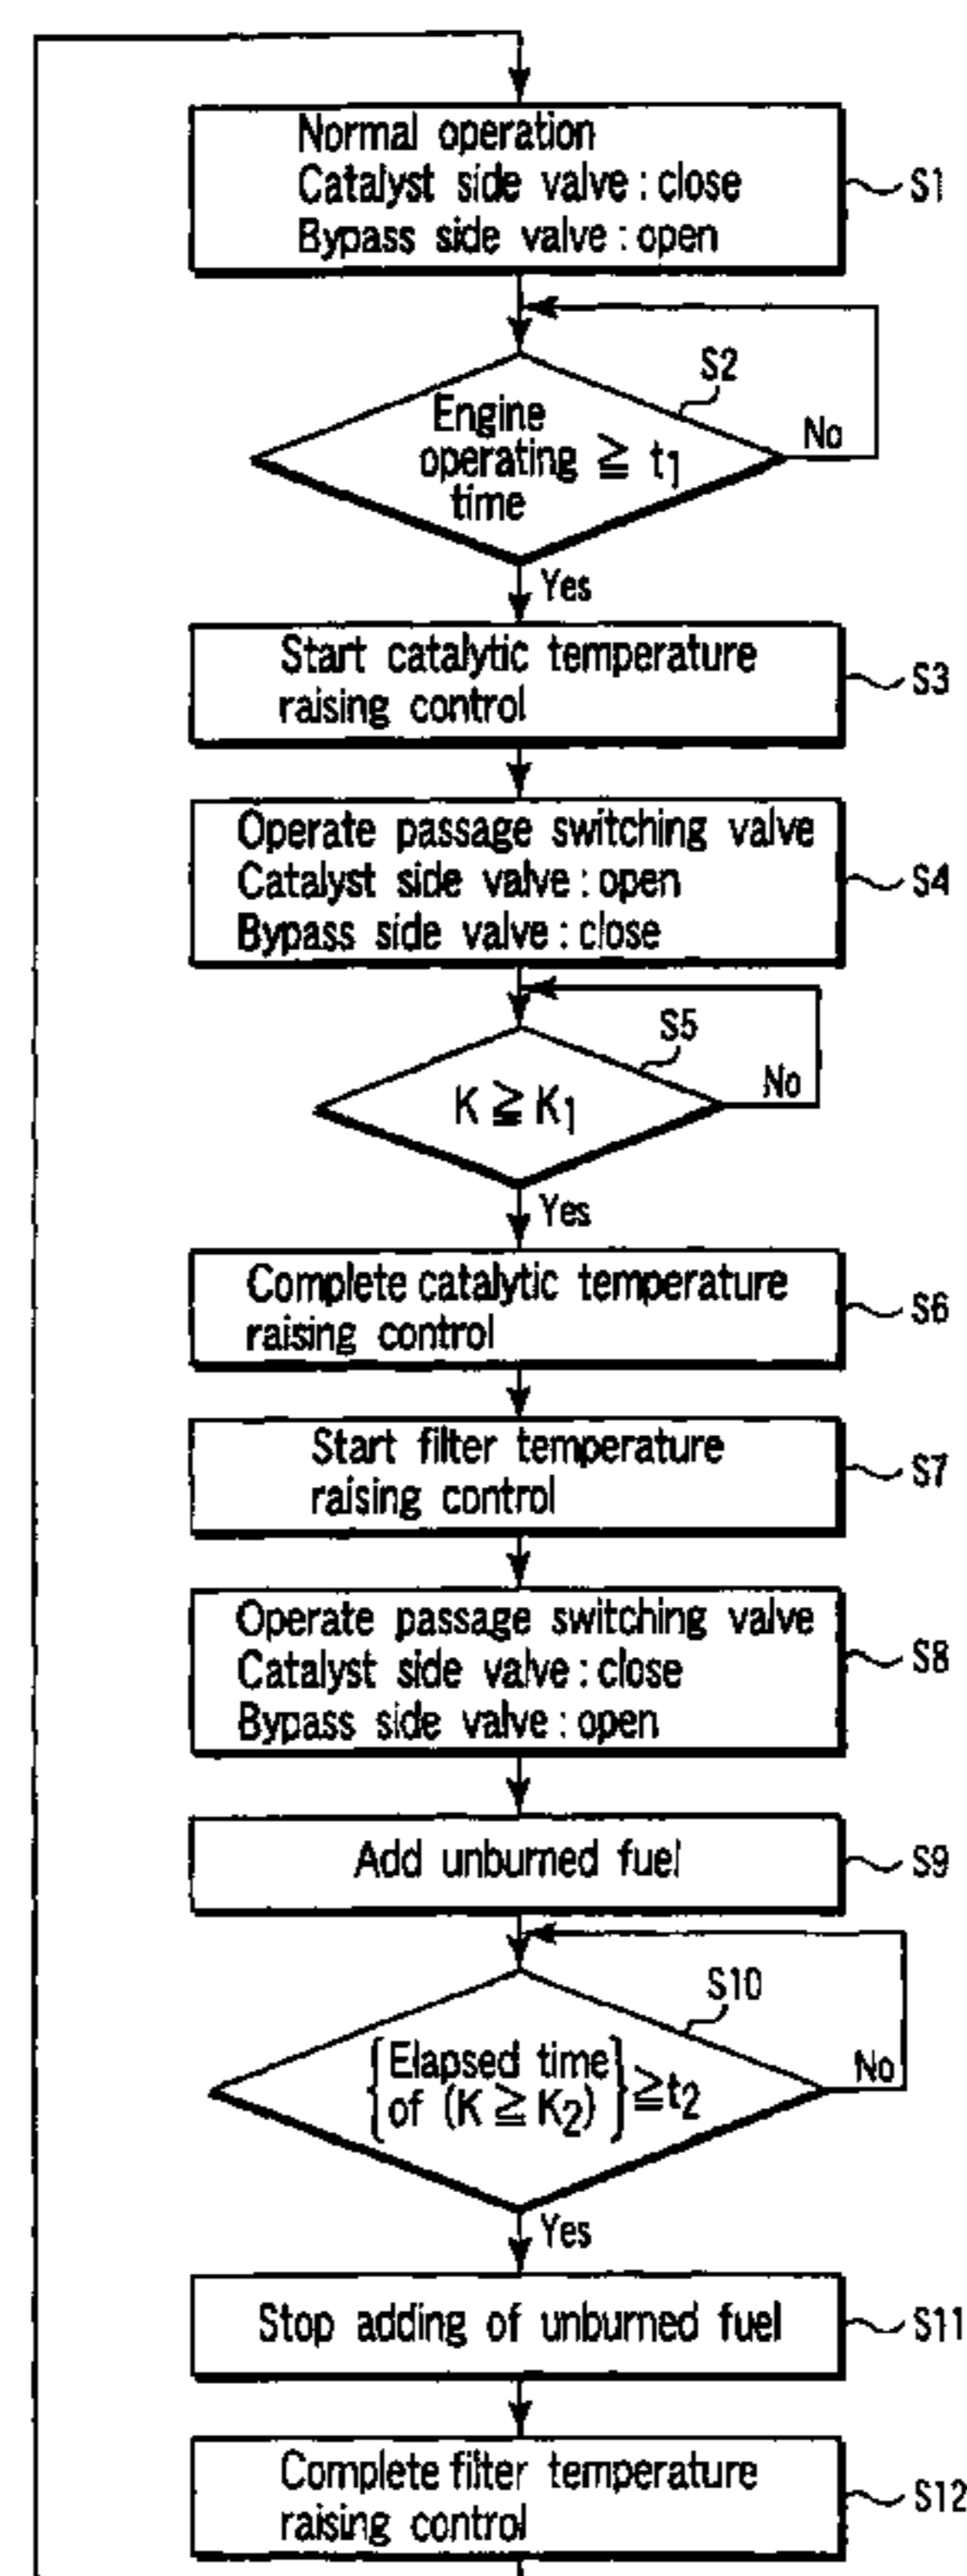 Normal operation
Catalyst side valve : close
Bypass side valve : open
S1
S2
Engine
operating ≧ t1
time
No
Yes
Start catalytic temperature
raising control
S3
Operate passage switching valve
Catalyst side valve : open
Bypass side valve : close
S4
S5
K ≧ K1
No
Yes
Complete catalytic temperature
raising control
S6
Start filter temperature
raising control
S7
Operate passage switching valve
Catalyst side valve : close
Bypass side valve : open
S8
Add unburned fuel
S9
S10
{Elapsed time
of (K ≧ K2)} ≧ t2
No
Yes
Stop adding of unburned fuel
S11
Complete filter temperature
raising control
S12